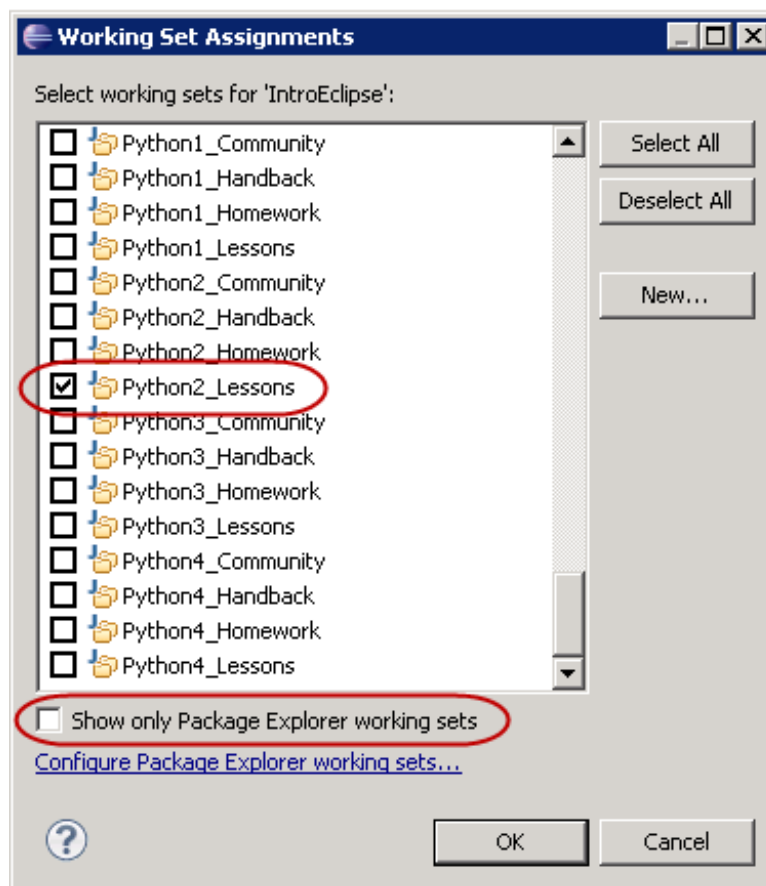 Working Set Assignments
Select working sets for 'IntroEclipse':
Python1_Community
Python1_Handback
Python1_Homework
Python1_Lessons
Python2_Community
Python2_Handback
Python2_Homework
Python2_Lessons
Python3_Community
Python3_Handback
Python3_Homework
Python3_Lessons
Python4_Community
Python4_Handback
Python4_Homework
Python4_Lessons
Select All
Deselect All
New...
Show only Package Explorer working sets
Configure Package Explorer working sets...
?
OK
Cancel